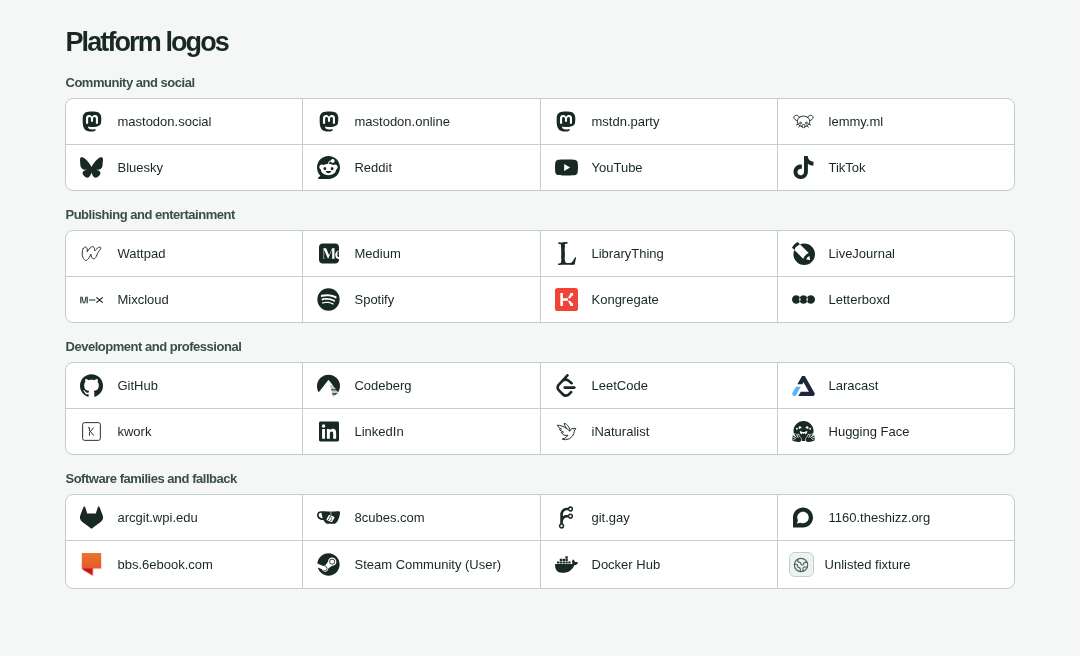 Platform logos
Community and social
mastodon.social
mastodon.online
mstdn.party
lemmy.ml
Bluesky
Reddit
YouTube
TikTok
Publishing and entertainment
Wattpad
Medium
LibraryThing
LiveJournal
Mixcloud
Spotify
Kongregate
Letterboxd
Development and professional
GitHub
Codeberg
LeetCode
Laracast
kwork
LinkedIn
iNaturalist
Hugging Face
Software families and fallback
arcgit.wpi.edu
8cubes.com
git.gay
1160.theshizz.org
bbs.6ebook.com
Steam Community (User)
Docker Hub
Unlisted fixture